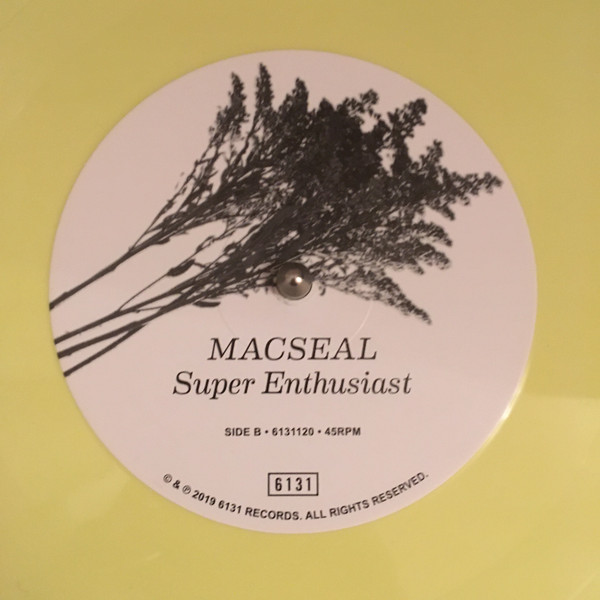 MACSEAL
Super Enthusiast
SIDE B • 6131120 • 45RPM
6131
© & ℗ 2019 6131 RECORDS. ALL RIGHTS RESERVED.